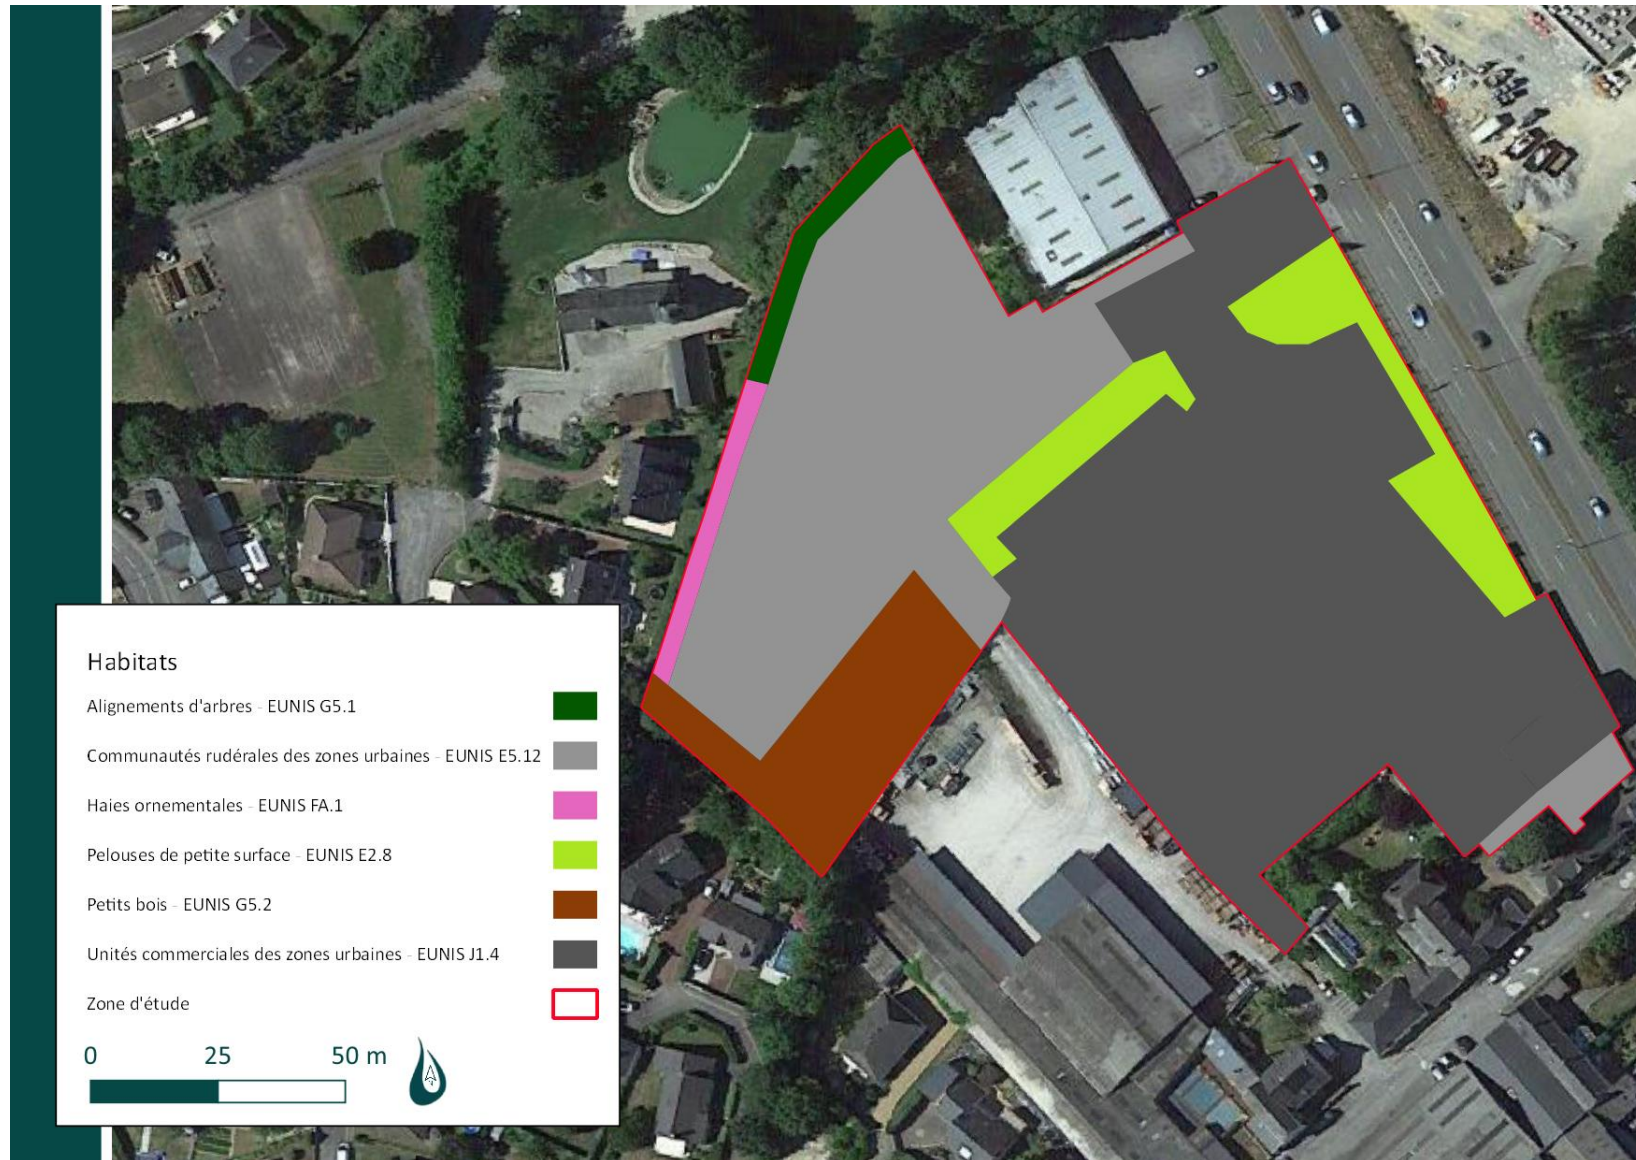 Habitats
Alignements d'arbres - EUNIS G5.1
Communautés rudérales des zones urbaines - EUNIS E5.12
Haies ornementales - EUNIS FA.1
Pelouses de petite surface - EUNIS E2.8
Petits bois - EUNIS G5.2
Unités commerciales des zones urbaines - EUNIS J1.4
Zone d'étude
0 25 50 m